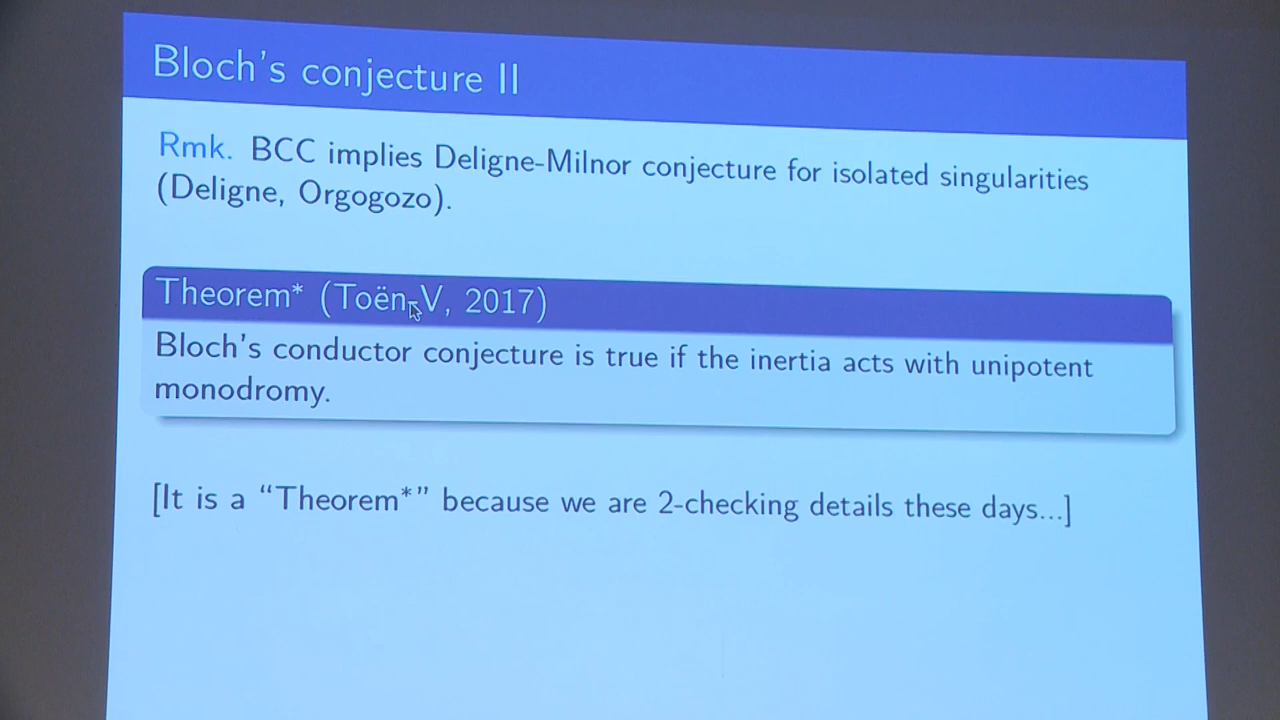 Bloch's conjecture II
Rmk. BCC implies Deligne-Milnor conjecture for isolated singularities
(Deligne, Orgogozo).
Theorem* (Toën-V, 2017)
Bloch's conductor conjecture is true if the inertia acts with unipotent
monodromy.
[It is a “Theorem*” because we are 2-checking details these days...]